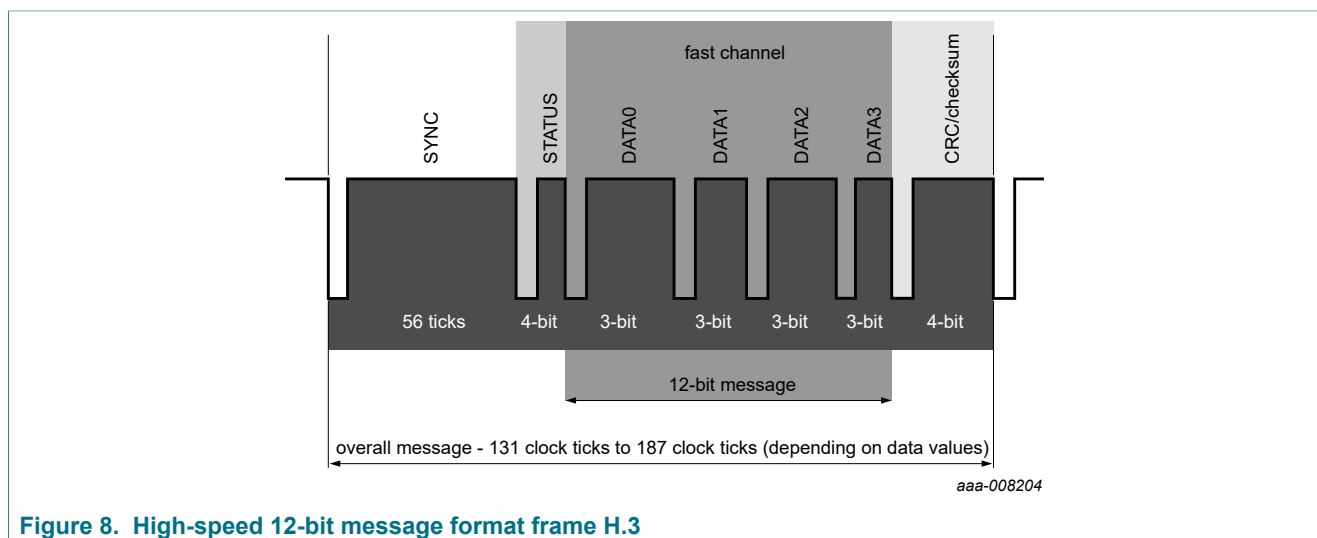 fast channel
SYNC
STATUS
DATA0
DATA1
DATA2
DATA3
CRC/checksum
56 ticks 4-bit 3-bit 3-bit 3-bit 3-bit 4-bit
12-bit message
overall message - 131 clock ticks to 187 clock ticks (depending on data values)
aaa-008204
Figure 8. High-speed 12-bit message format frame H.3